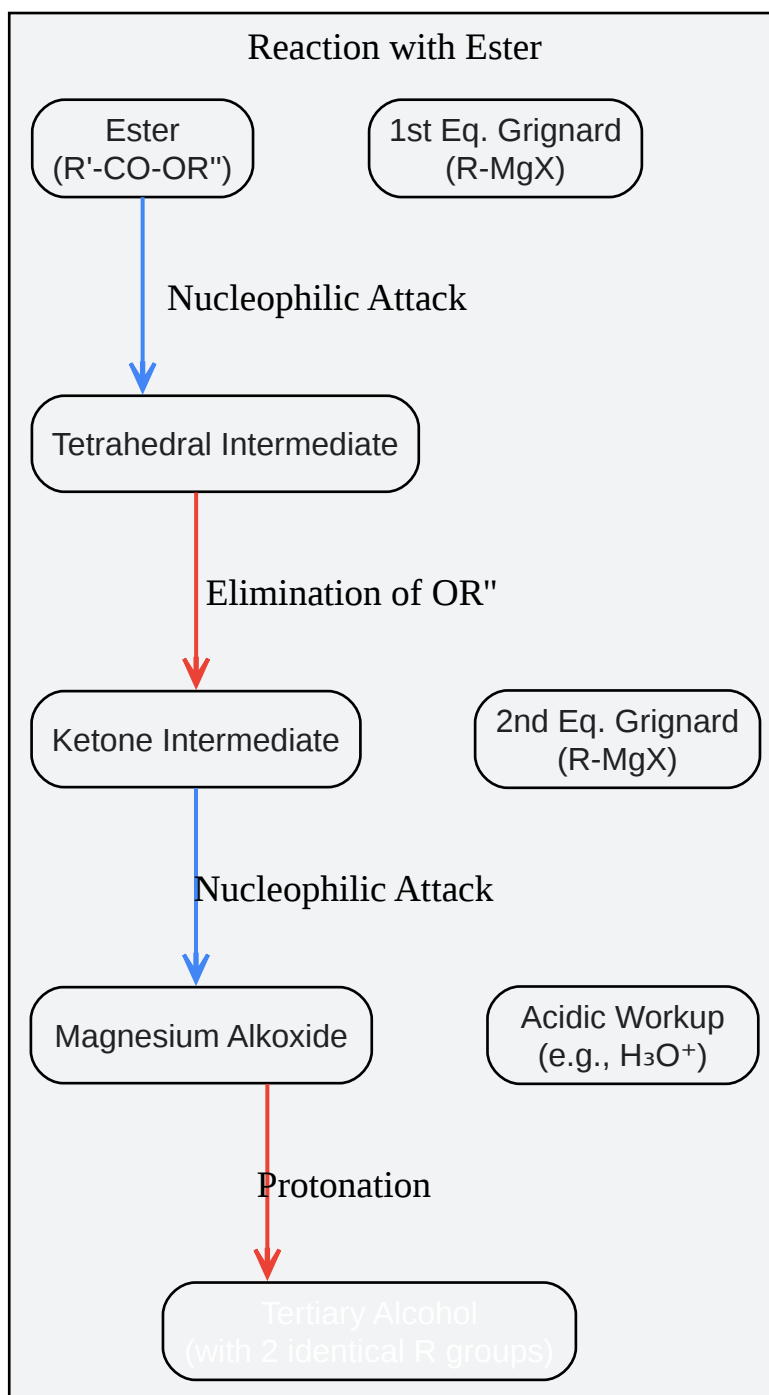 Reaction with Ester
Ester
(R'-CO-OR")
1st Eq. Grignard
(R-MgX)
Nucleophilic Attack
Tetrahedral Intermediate
Elimination of OR"
Ketone Intermediate
2nd Eq. Grignard
(R-MgX)
Nucleophilic Attack
Magnesium Alkoxide
Acidic Workup
(e.g., H₃O⁺)
Protonation
Tertiary Alcohol
(with 2 identical R groups)